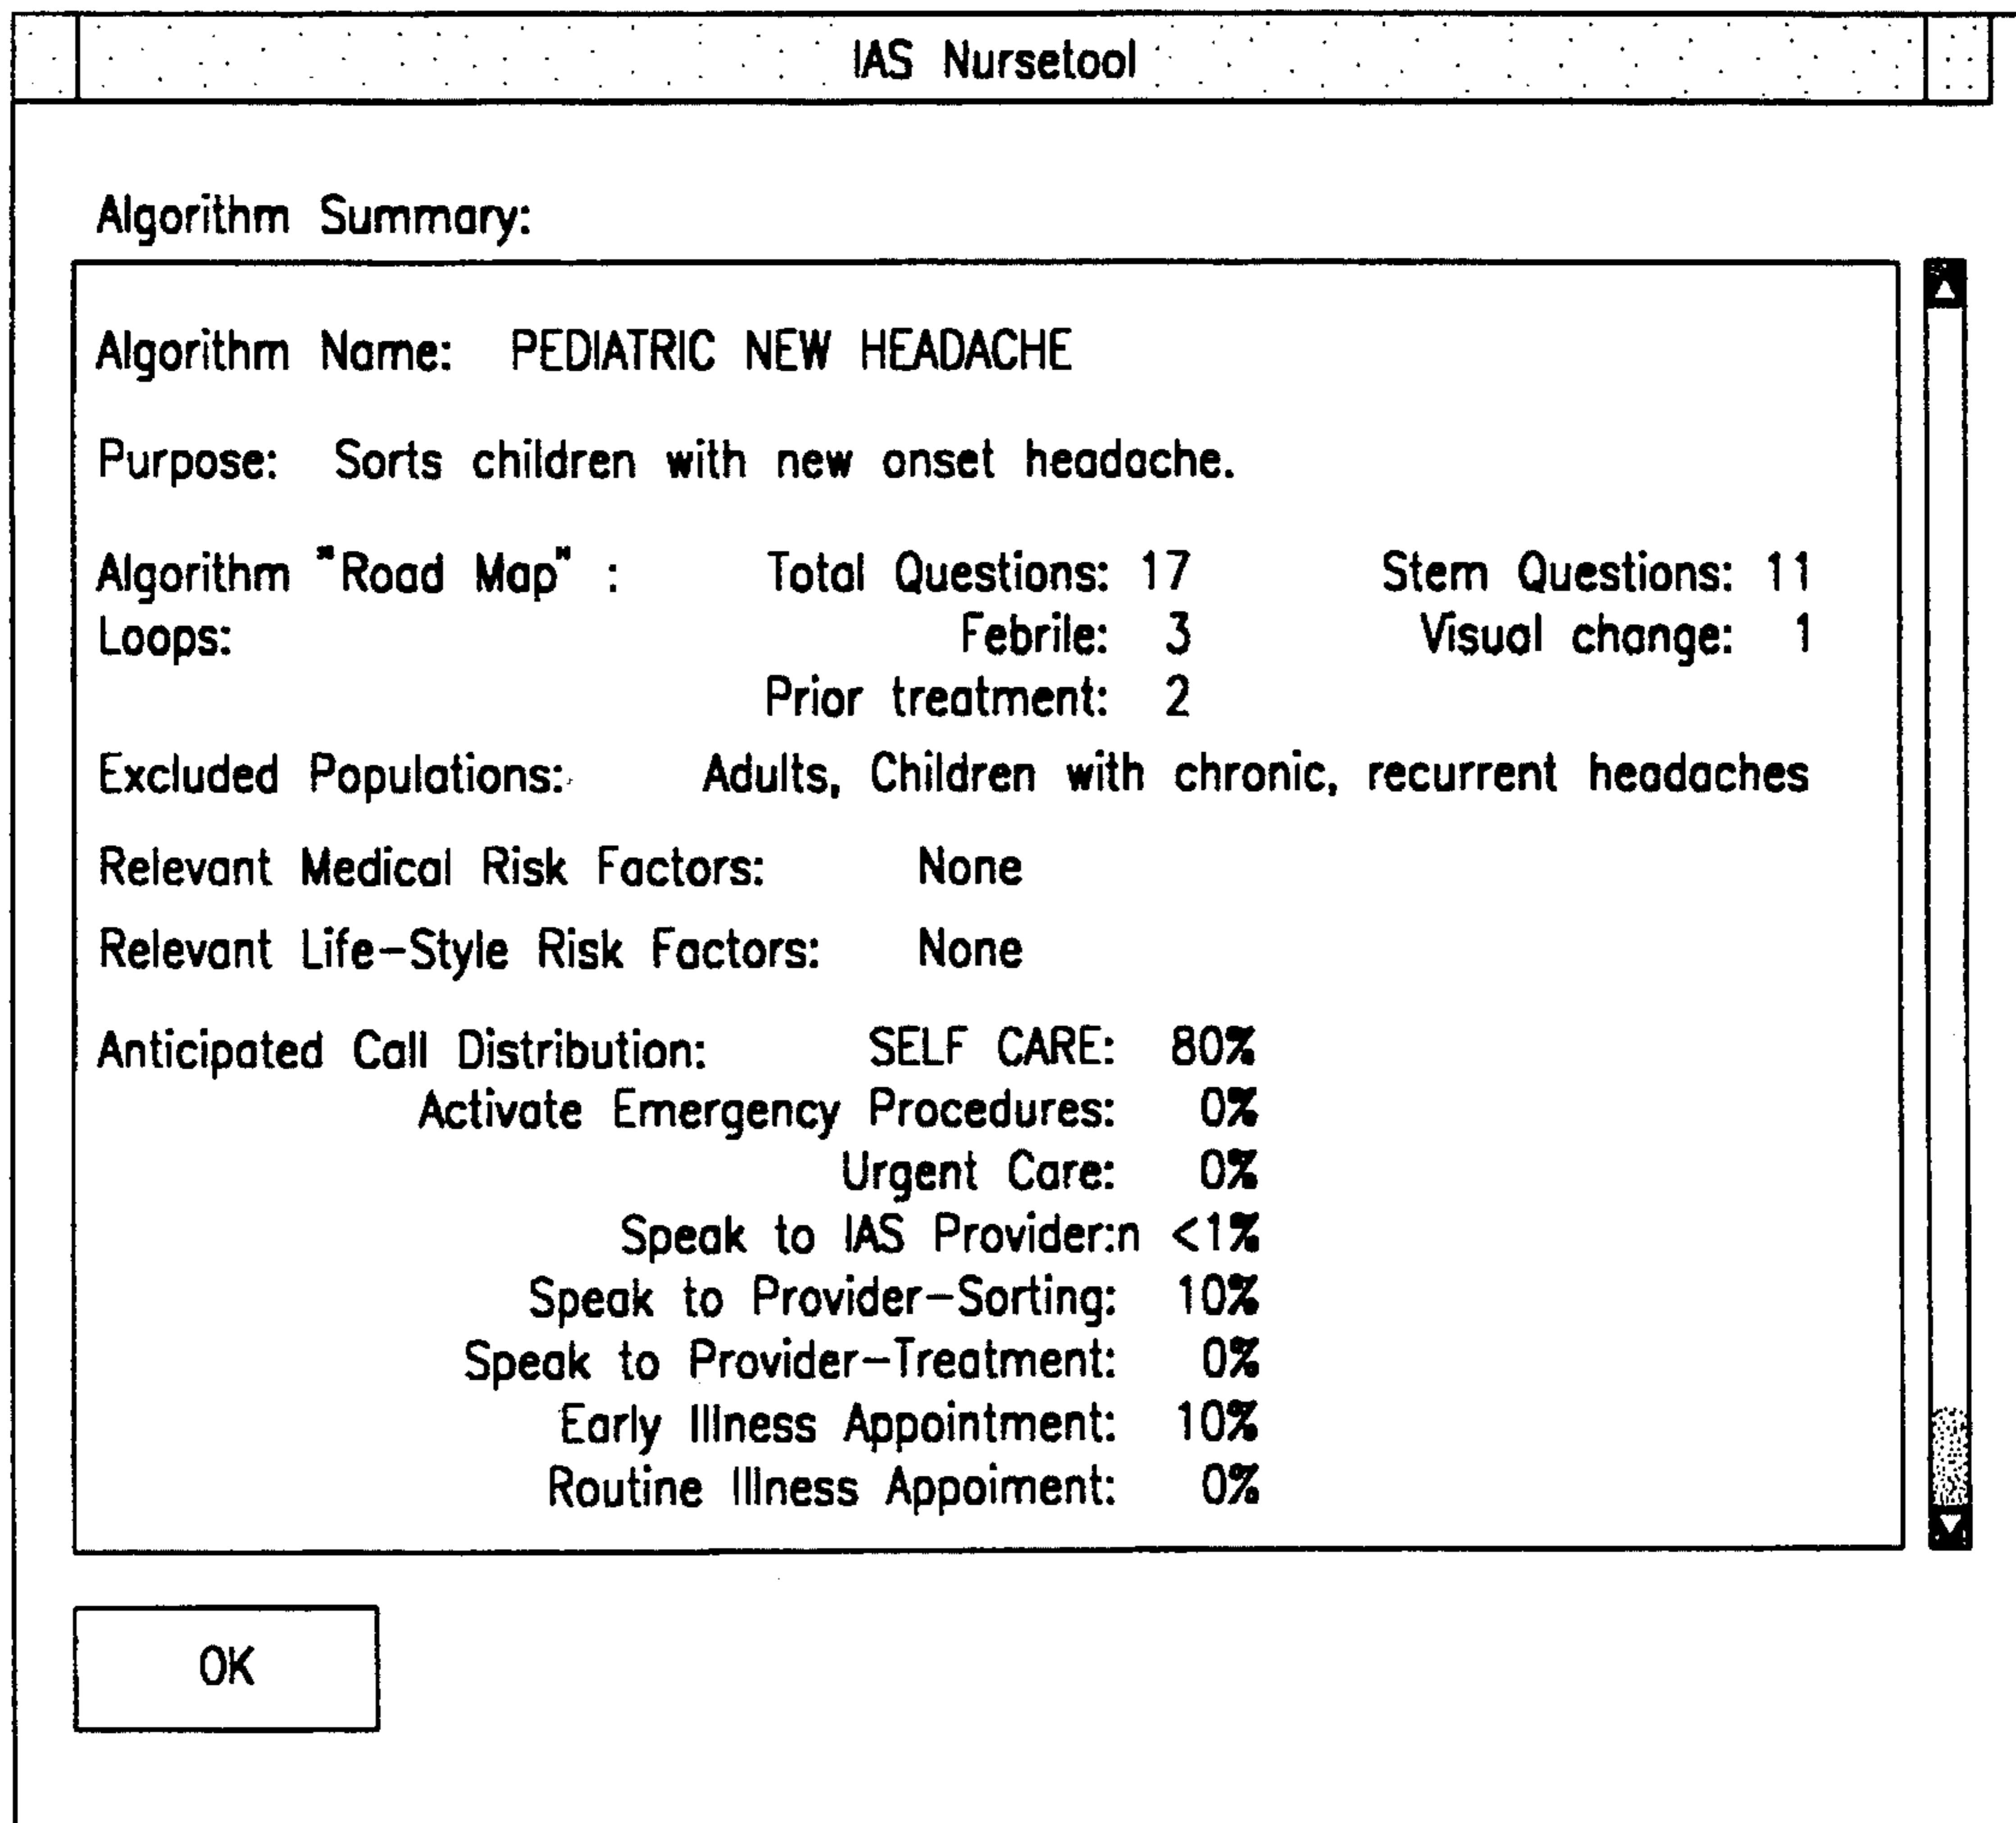 IAS Nursetool
Algorithm Summary:
Algorithm Name: PEDIATRIC NEW HEADACHE
Purpose: Sorts children with new onset headache.
Algorithm "Road Map" : Total Questions: 17 Stem Questions: 11
Loops: Febrile: 3 Visual change: 1
Prior treatment: 2
Excluded Populations: Adults, Children with chronic, recurrent headaches
Relevant Medical Risk Factors: None
Relevant Life-Style Risk Factors: None
Anticipated Call Distribution: SELF CARE: 80%
Activate Emergency Procedures: 0%
Urgent Care: 0%
Speak to IAS Provider:n <1%
Speak to Provider-Sorting: 10%
Speak to Provider-Treatment: 0%
Early Illness Appointment: 10%
Routine Illness Appoiment: 0%
OK